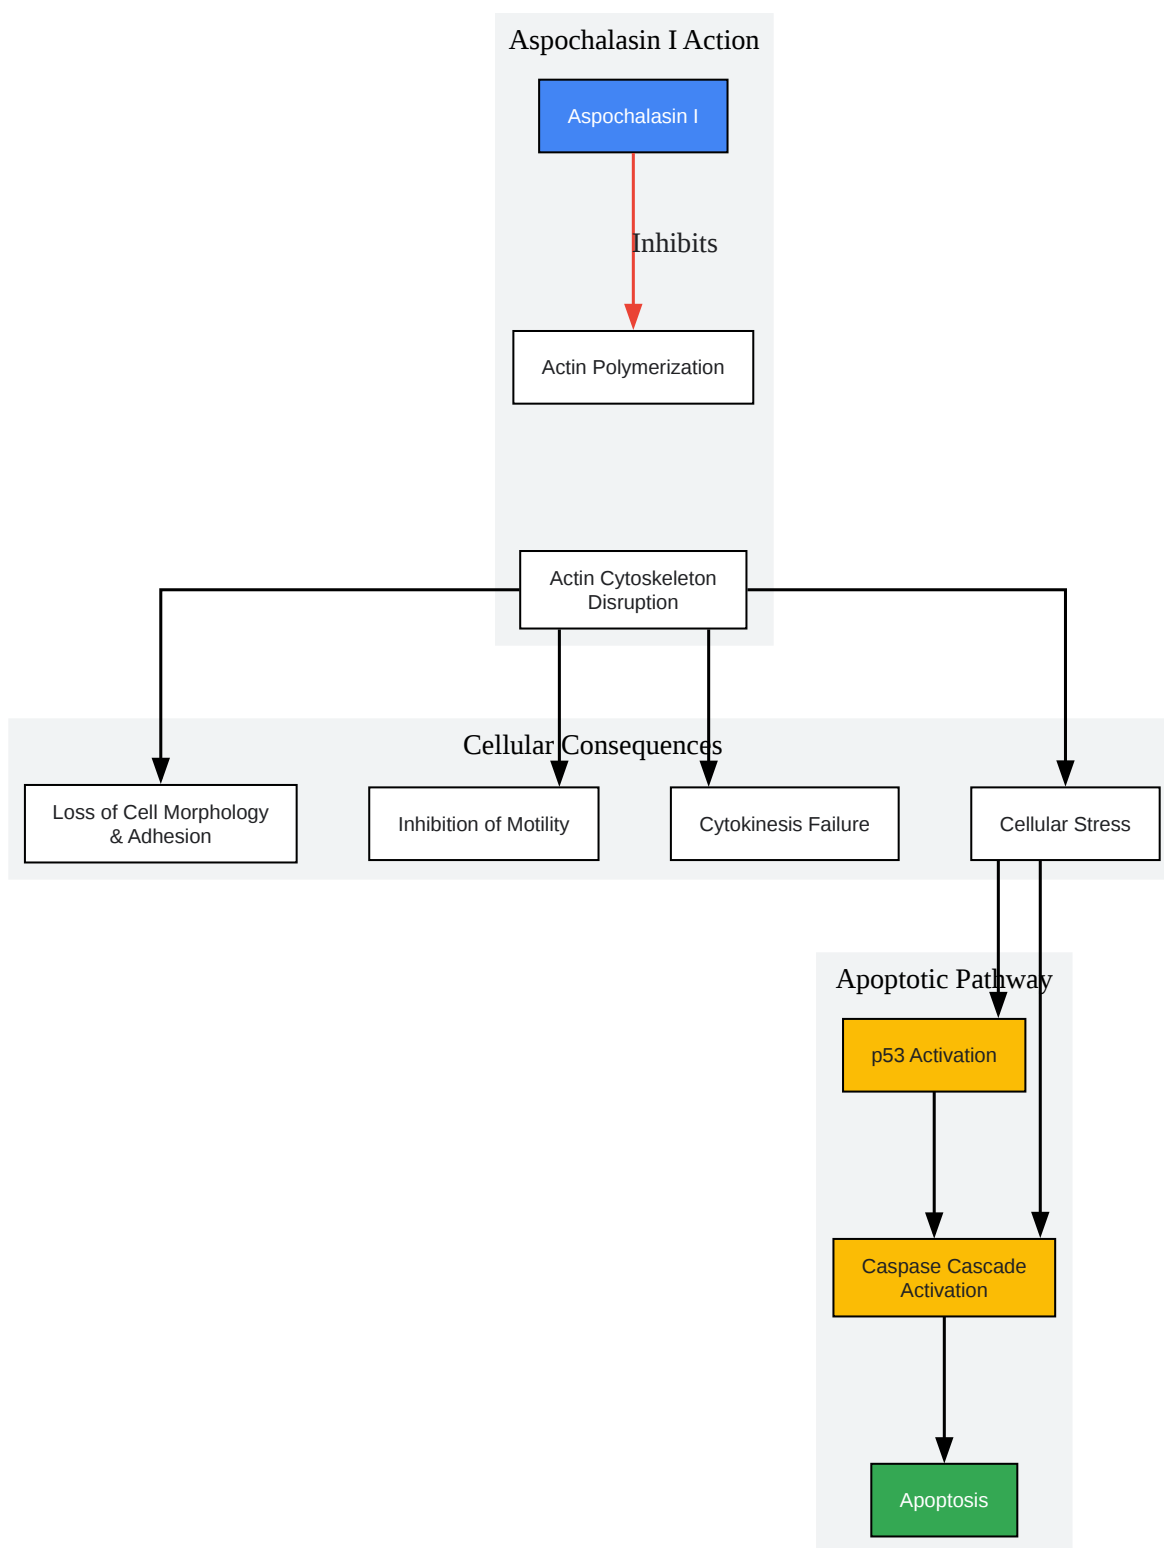 Aspochalasin I Action
Aspochalasin I
Inhibits
Actin Polymerization
Actin Cytoskeleton
Disruption
Cellular Consequences
Loss of Cell Morphology
& Adhesion
Inhibition of Motility
Cytokinesis Failure
Cellular Stress
Apoptotic Pathway
p53 Activation
Caspase Cascade
Activation
Apoptosis